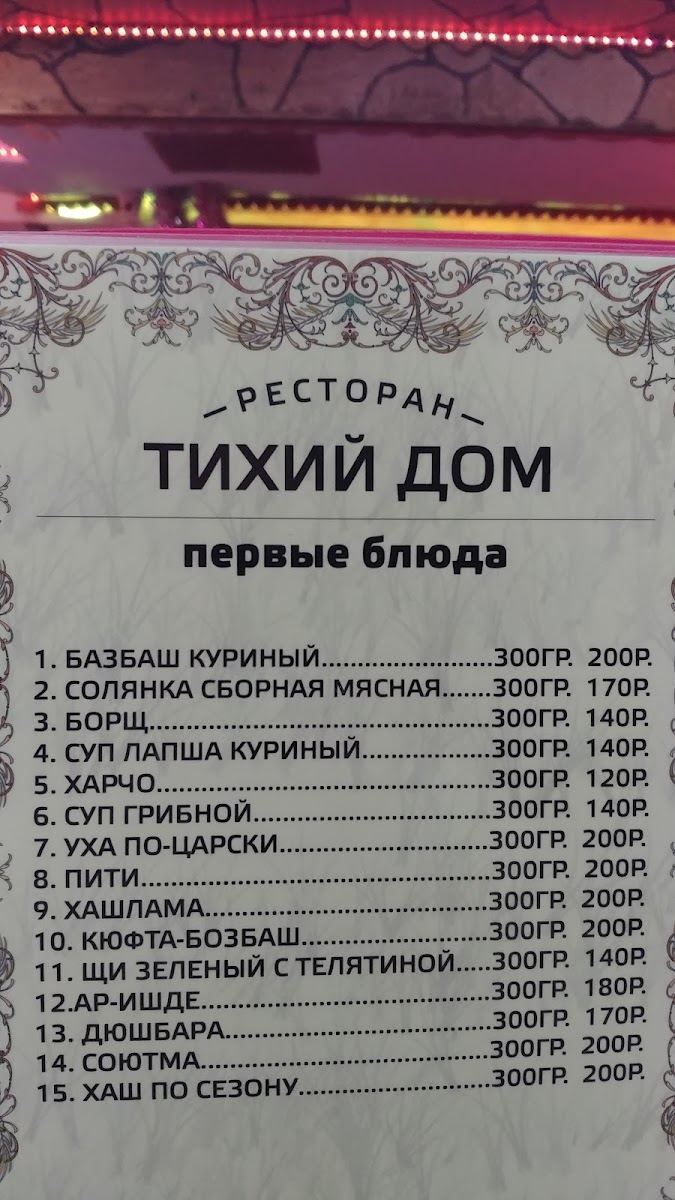 РЕСТОРАН
ТИХИЙ ДОМ
первые блюда
1. БАЗБАШ КУРИНЫЙ.......................300ГР. 200Р.
2. СОЛЯНКА СБОРНАЯ МЯСНАЯ.......300ГР. 170Р.
3. БОРЩ..............................................300ГР. 140Р.
4. СУП ЛАПША КУРИНЫЙ.................300ГР. 140Р.
5. ХАРЧО.............................................300ГР. 120Р.
6. СУП ГРИБНОЙ................................300ГР. 140Р.
7. УХА ПО-ЦАРСКИ............................300ГР. 200Р.
8. ПИТИ...............................................300ГР. 200Р.
9. ХАШЛАМА......................................300ГР. 200Р.
10. КЮФТА-БОЗБАШ.........................300ГР. 200Р.
11. ЩИ ЗЕЛЕНЫЙ С ТЕЛЯТИНОЙ.....300ГР. 140Р.
12.АР-ИШДЕ.......................................300ГР. 180Р.
13. ДЮШБАРА....................................300ГР. 170Р.
14. СОЮТМА.......................................300ГР. 200Р.
15. ХАШ ПО СЕЗОНУ..........................300ГР. 200Р.